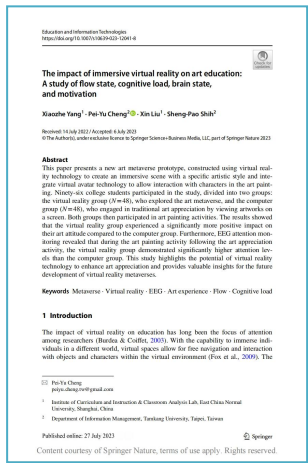 Education and Information Technologies
https://doi.org/10.1007/s10639-023-12041-8
Check for updates
The impact of immersive virtual reality on art education:
A study of flow state, cognitive load, brain state,
and motivation
Xiaozhe Yang¹ · Pei-Yu Cheng² · Xin Liu¹ · Sheng-Pao Shih²
Received: 14 July 2022 / Accepted: 6 July 2023
© The Author(s), under exclusive licence to Springer Science+Business Media, LLC, part of Springer Nature 2023
Abstract
This paper presents a new art metaverse prototype, constructed using virtual real-
ity technology to create an immersive scene with a specific artistic style and inte-
grate virtual avatar technology to allow interaction with characters in the art paint-
ing. Ninety-six college students participated in the study, divided into two groups:
the virtual reality group (N=48), who explored the art metaverse, and the computer
group (N=48), who engaged in traditional art appreciation by viewing artworks on
a screen. Both groups then participated in art painting activities. The results showed
that the virtual reality group experienced a significantly more positive impact on
their art attitude compared to the computer group. Furthermore, EEG attention mon-
itoring revealed that during the art painting activity following the art appreciation
activity, the virtual group demonstrated significantly higher attention lev-
els than the computer group. This study highlights the potential of virtual reality
technology to enhance art appreciation and provides valuable insights for the future
development of virtual reality metaverses.
Keywords Metaverse · Virtual reality · EEG · Art experience · Flow · Cognitive load
1 Introduction
The impact of virtual reality on education has long been the focus of attention
among researchers (Burdea & Coiffet, 2003). With the capability to immerse indi-
viduals in a different world, virtual spaces allow for free navigation and interaction
with objects and characters within the virtual environment (Fox et al., 2009). The
Pei-Yu Cheng
peiyu.cheng.tw@gmail.com
1 Institute of Curriculum and Instruction & Classroom Analysis Lab, East China Normal
University, Shanghai, China
2 Department of Information Management, Tamkang University, Taipei, Taiwan
Published online: 27 July 2023
Springer
Content courtesy of Springer Nature, terms of use apply. Rights reserved.